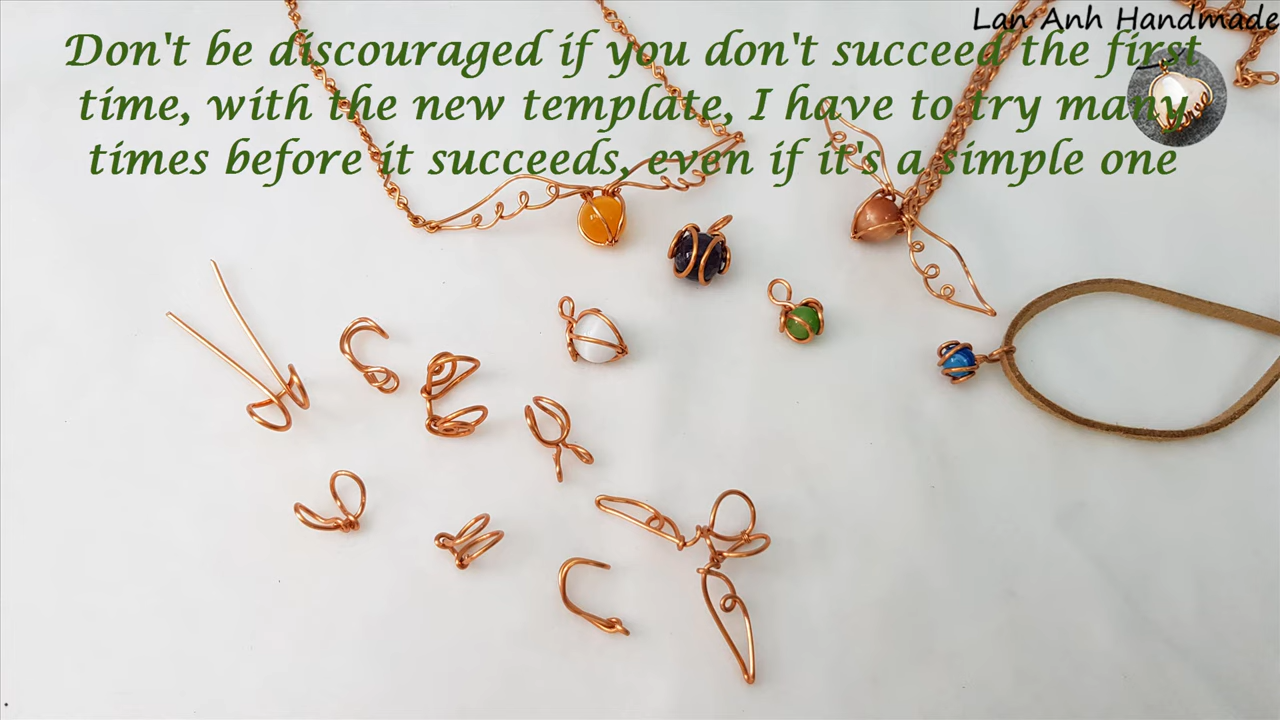 Lan Anh Handmade
Don't be discouraged if you don't succeed the first
time, with the new template, I have to try many
times before it succeeds, even if it's a simple one